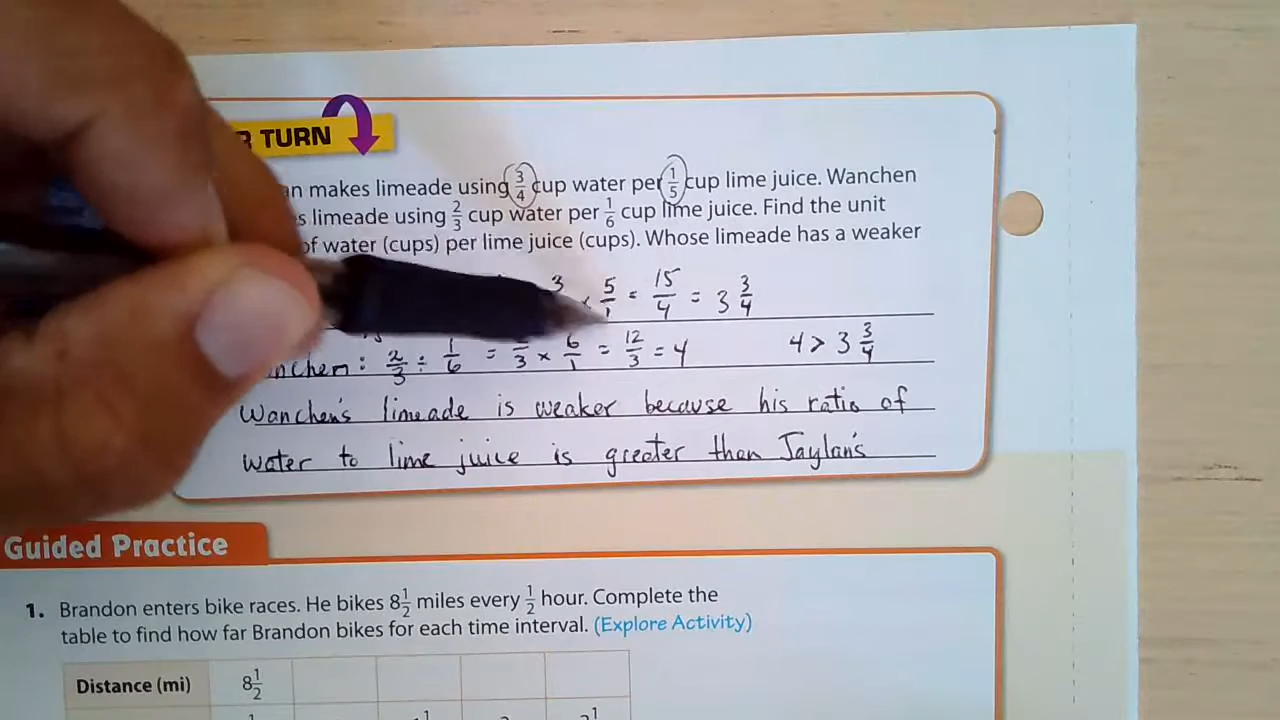 TURN
makes limeade using 3/4 cup water per 1/5 cup lime juice. Wanchen
limeade using 2/3 cup water per 1/6 cup lime juice. Find the unit
of water (cups) per lime juice (cups). Whose limeade has a weaker
3 × 5/1 = 15/4 = 3 3/4
: 2/3 ÷ 1/6 = 2/3 × 6/1 = 12/3 = 4 4 > 3 3/4
Wanchen's limeade is weaker because his ratio of
water to lime juice is greater than Jaylan's
Guided Practice
1. Brandon enters bike races. He bikes 8 1/2 miles every 1/2 hour. Complete the
table to find how far Brandon bikes for each time interval. (Explore Activity)
Distance (mi) 8 1/2